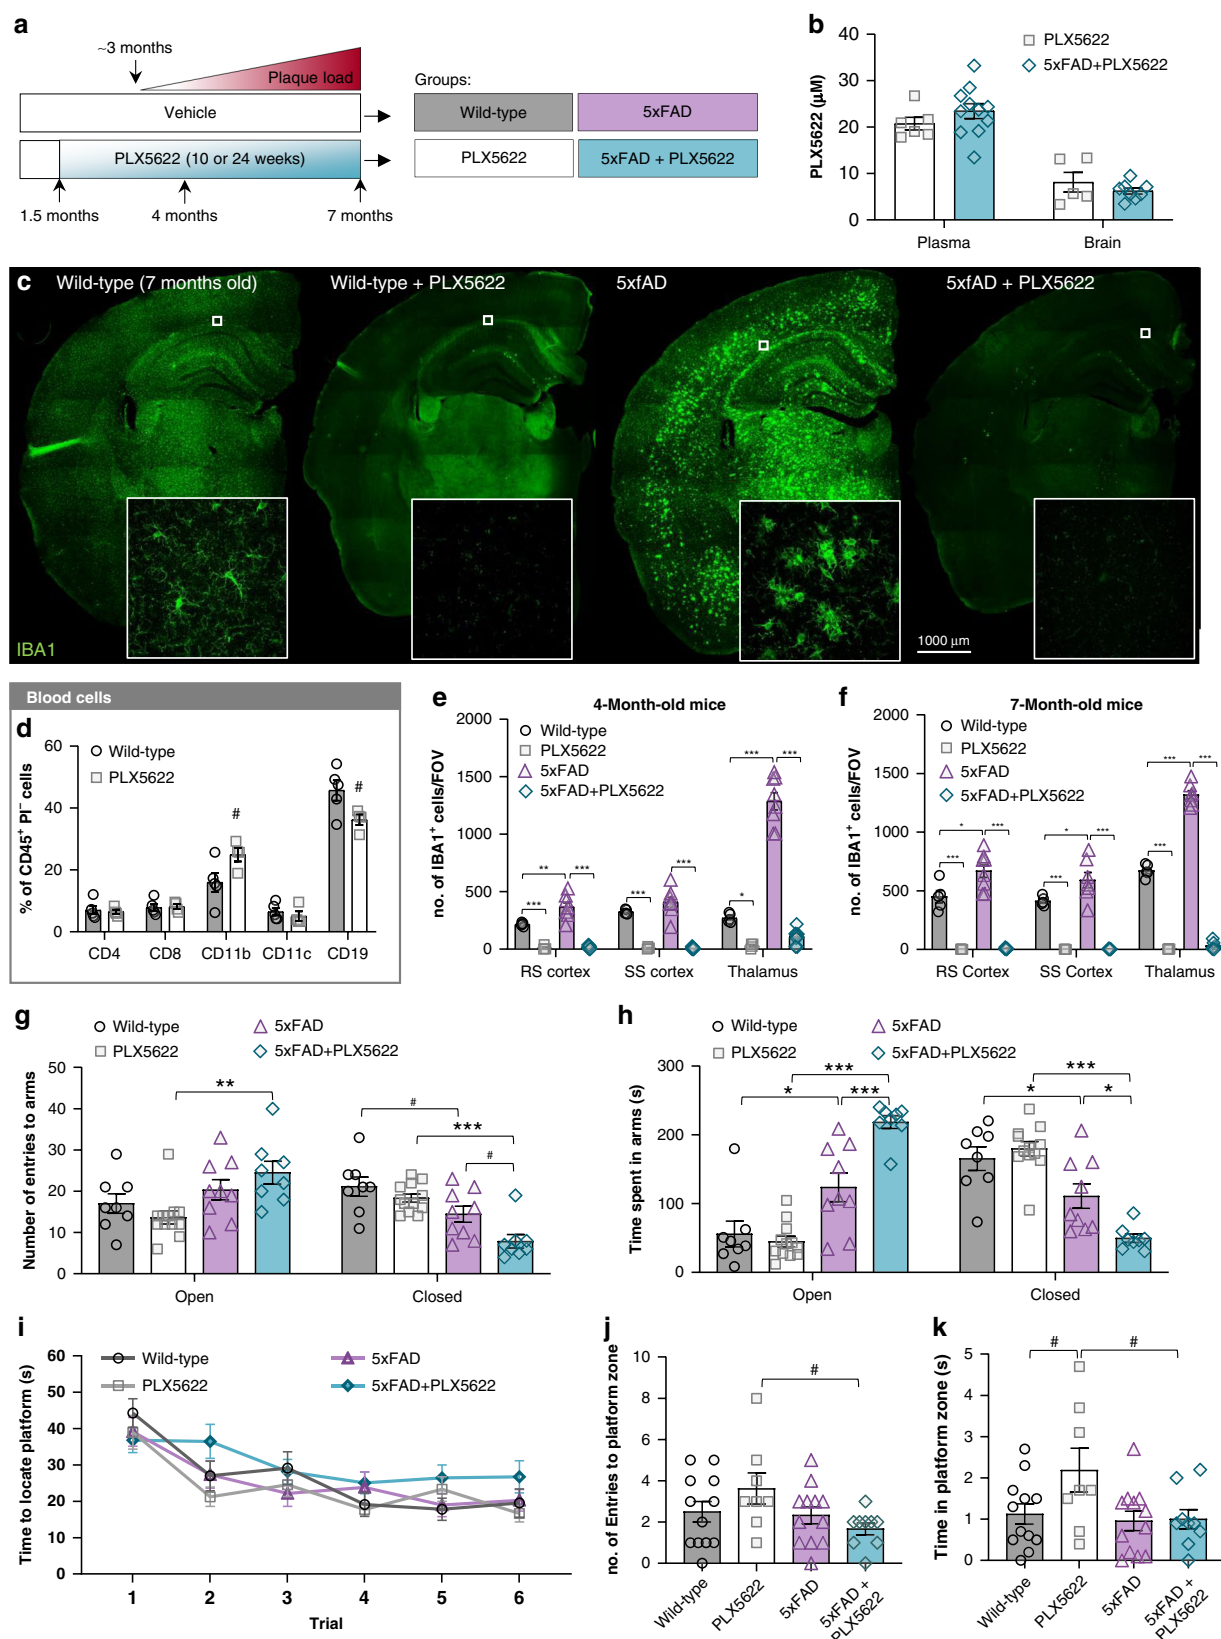 a
~3 months
Plaque load
Vehicle
PLX5622 (10 or 24 weeks)
1.5 months
4 months
7 months
Groups:
Wild-type
5xFAD
PLX5622
5xFAD + PLX5622
b
PLX5622
5xFAD+PLX5622
PLX5622 (μM)
40
30
20
10
0
Plasma
Brain
c
Wild-type (7 months old)
Wild-type + PLX5622
5xfAD
5xfAD + PLX5622
IBA1
1000 μm
Blood cells
d
Wild-type
PLX5622
% of CD45⁺ PI⁻ cells
60
40
20
0
#
#
CD4
CD8
CD11b
CD11c
CD19
e
4-Month-old mice
Wild-type
PLX5622
5xFAD
5xFAD+PLX5622
no. of IBA1⁺ cells/FOV
2000
1500
1000
500
0
***
**
***
***
***
*
***
***
RS cortex
SS cortex
Thalamus
f
7-Month-old mice
Wild-type
PLX5622
5xFAD
5xFAD+PLX5622
no. of IBA1⁺ cells/FOV
2000
1500
1000
500
0
***
*
***
***
*
***
***
***
***
RS Cortex
SS Cortex
Thalamus
g
Wild-type
PLX5622
5xFAD
5xFAD+PLX5622
Number of entries to arms
50
40
30
20
10
0
**
#
***
#
Open
Closed
h
Wild-type
PLX5622
5xFAD
5xFAD+PLX5622
Time spent in arms (s)
300
200
100
0
***
*
***
***
*
*
Open
Closed
i
Wild-type
PLX5622
5xFAD
5xFAD+PLX5622
Time to locate platform (s)
60
50
40
30
20
10
0
1
2
3
4
5
6
Trial
j
no. of Entries to platform zone
10
8
6
4
2
0
#
Wild-type
PLX5622
5xFAD
5xFAD +
PLX5622
k
Time in platform zone (s)
5
4
3
2
1
0
#
#
Wild-type
PLX5622
5xFAD
5xFAD +
PLX5622